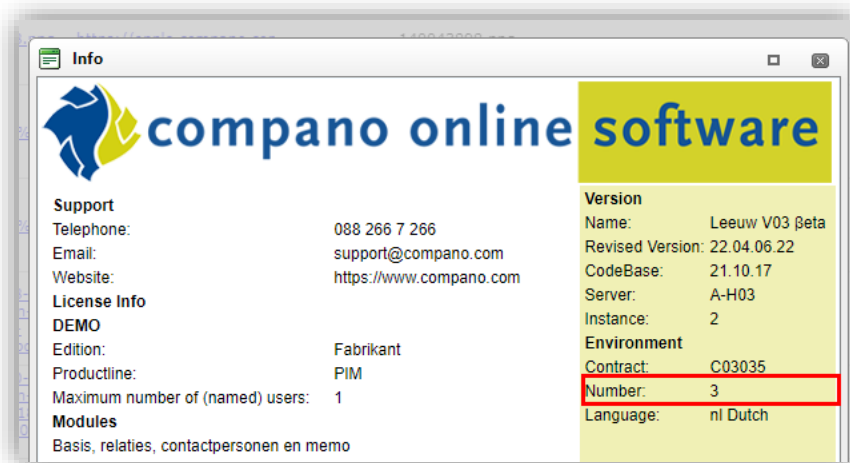 Info
compano online software
Support
Telephone: 088 266 7 266
Email: support@compano.com
Website: https://www.compano.com
License Info
DEMO
Edition: Fabrikant
Productline: PIM
Maximum number of (named) users: 1
Modules
Basis, relaties, contactpersonen en memo
Version
Name: Leeuw V03 βeta
Revised Version: 22.04.06.22
CodeBase: 21.10.17
Server: A-H03
Instance: 2
Environment
Contract: C03035
Number: 3
Language: nl Dutch